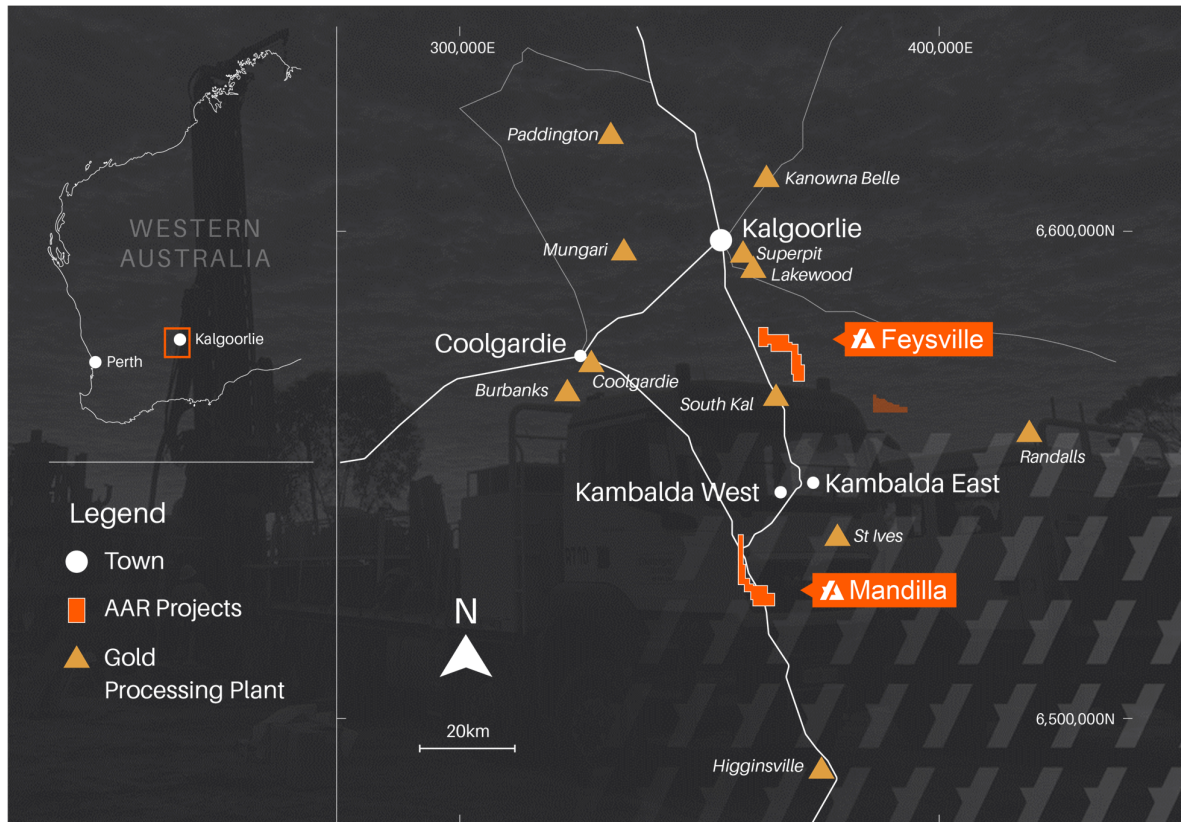 300,000E
400,000E
Paddington
Kanowna Belle
Kalgoorlie
6,600,000N
Mungari
Superpit
Lakewood
WESTERN
AUSTRALIA
Kalgoorlie
Perth
Coolgardie
Feysville
Coolgardie
Burbanks
South Kal
Randalls
Kambalda West
Kambalda East
St Ives
Mandilla
Legend
Town
AAR Projects
Gold
Processing Plant
N
20km
6,500,000N
Higginsville